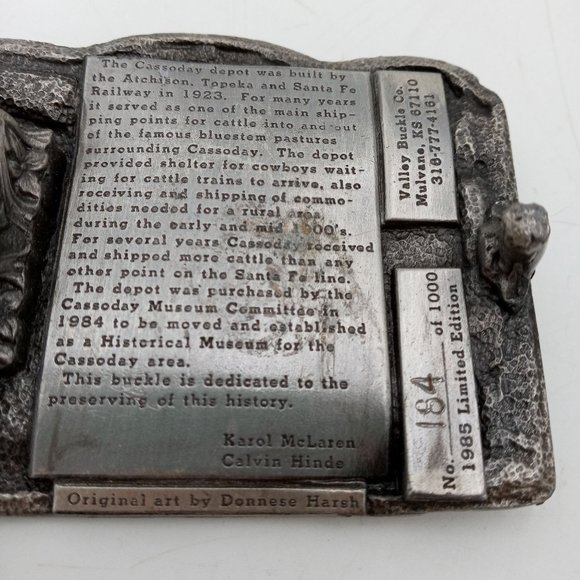 The Cassoday depot was built by
the Atchison, Topeka and Santa Fe
Railway in 1923. For many years
it served as one of the main ship-
ping points for cattle into and out
of the famous bluestem pastures
surrounding Cassoday. The depot
provided shelter for cowboys wait-
ing for cattle trains to arrive, also
receiving and shipping of commo-
dities needed for a rural area
during the early and mid 1900's.
For several years Cassoday received
and shipped more cattle than any
other point on the Santa Fe line.
The depot was purchased by the
Cassoday Museum Committee in
1984 to be moved and established
as a Historical Museum for the
Cassoday area.
This buckle is dedicated to the
preserving of this history.
Karol McLaren
Calvin Hinde
Original art by Donnese Harsh
Valley Buckle Co.
Mulvane, KS 67110
316-777-4161
No. 164 of 1000
1985 Limited Edition